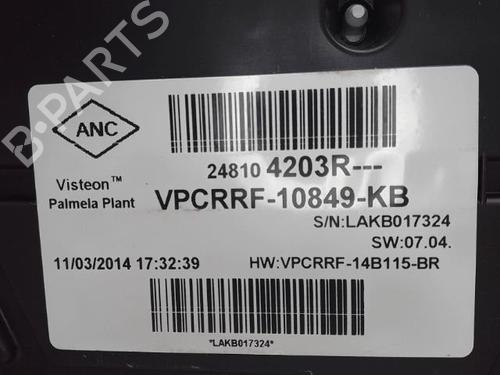 B-PARTS
ANC
24810 4203R---
Visteon™
Palmela Plant
VPCRRF-10849-KB
S/N:LAKB017324
SW:07.04.
11/03/2014 17:32:39
HW:VPCRRF-14B115-BR
*LAKB017324*